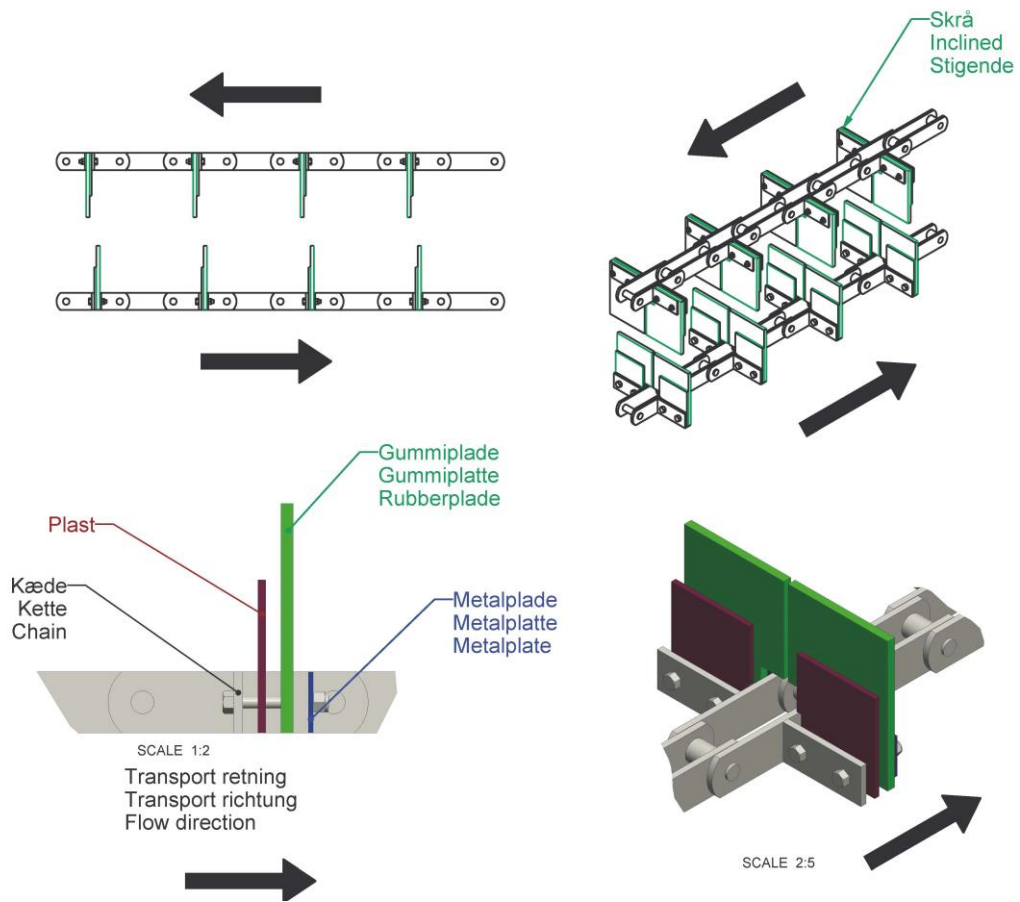 Skrå
Inclined
Stigende
Gummiplade
Gummiplatte
Rubberplade
Plast
Kæde
Kette
Chain
Metalplade
Metalplatte
Metalplate
SCALE 1:2
Transport retning
Transport richtung
Flow direction
SCALE 2:5